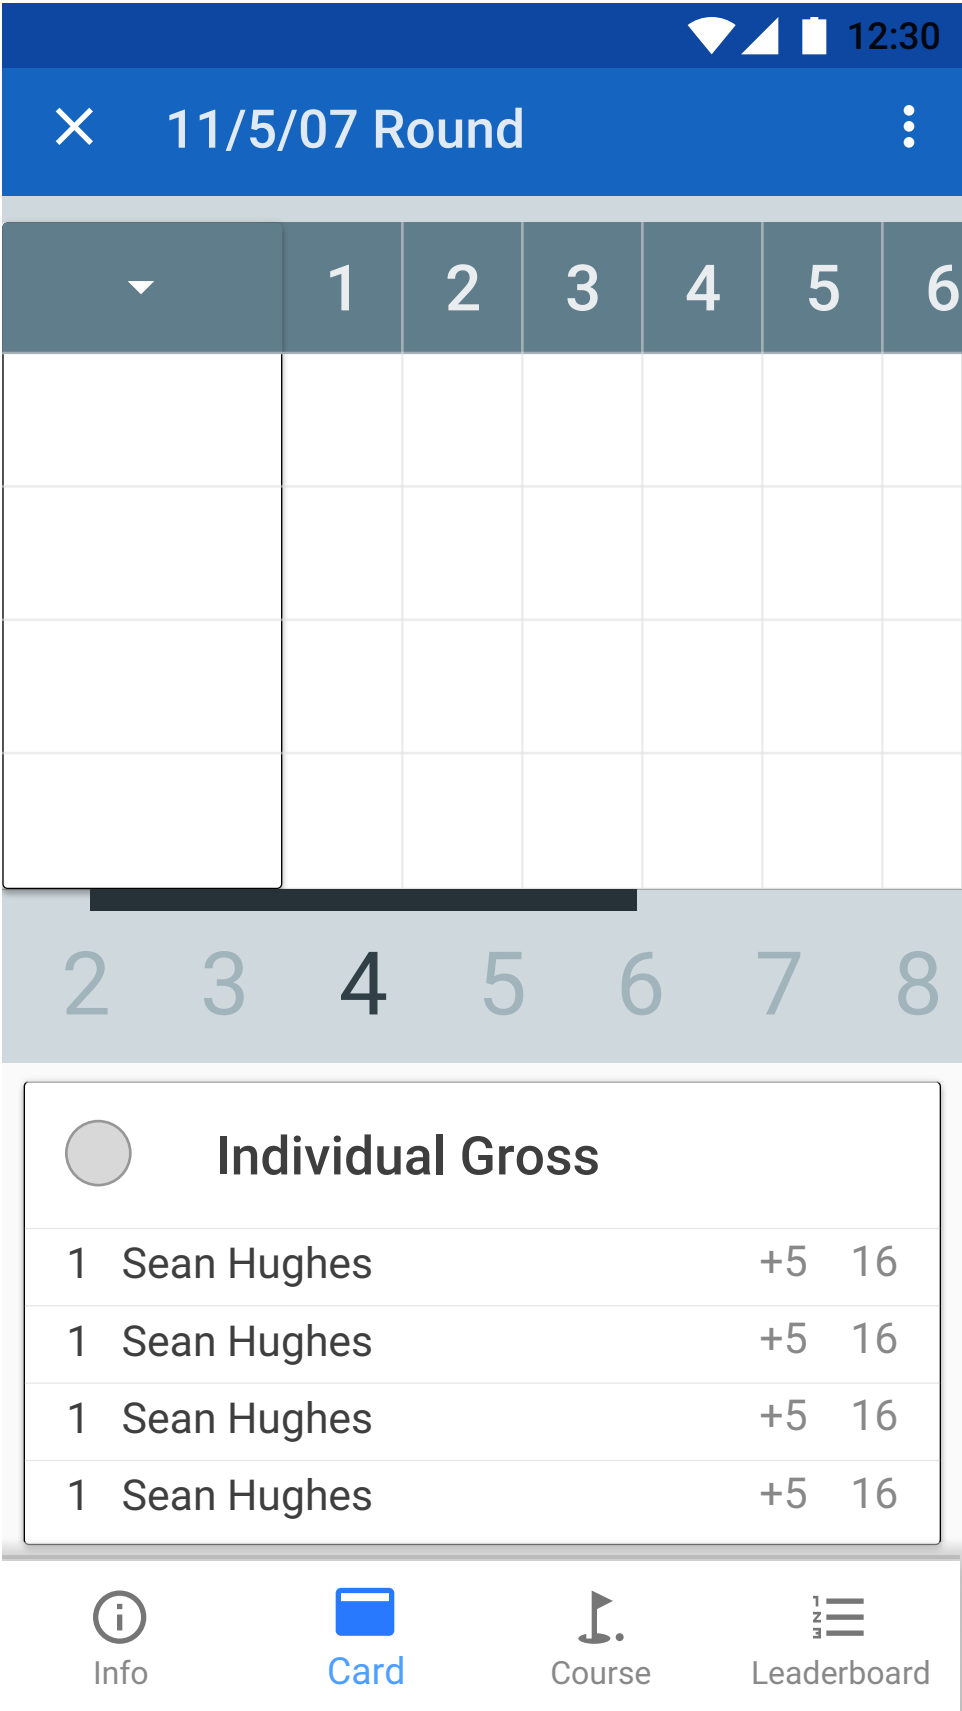 12:30
11/5/07 Round
1 2 3 4 5 6
2 3 4 5 6 7 8
Individual Gross
1 Sean Hughes +5 16
1 Sean Hughes +5 16
1 Sean Hughes +5 16
1 Sean Hughes +5 16
Info Card Course Leaderboard